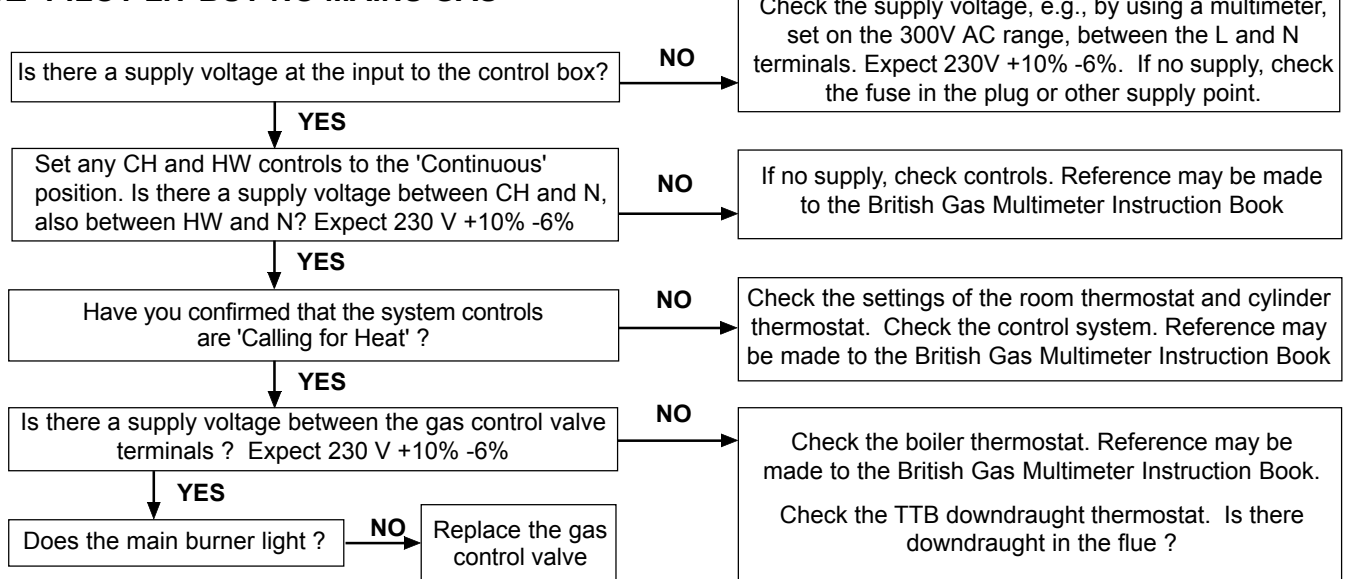 Check the supply voltage, e.g., by using a multimeter,
set on the 300V AC range, between the L and N
terminals. Expect 230V +10% -6%.  If no supply, check
the fuse in the plug or other supply point.
Is there a supply voltage at the input to the control box?
NO
YES
Set any CH and HW controls to the 'Continuous'
position. Is there a supply voltage between CH and N,
also between HW and N? Expect 230 V +10% -6%
NO
If no supply, check controls. Reference may be made
to the British Gas Multimeter Instruction Book
YES
Have you confirmed that the system controls
are 'Calling for Heat' ?
NO
Check the settings of the room thermostat and cylinder
thermostat.  Check the control system. Reference may
be made to the British Gas Multimeter Instruction Book
YES
Is there a supply voltage between the gas control valve
terminals ?  Expect 230 V +10% -6%
NO
Check the boiler thermostat. Reference may be
made to the British Gas Multimeter Instruction Book.
Check the TTB downdraught thermostat.  Is there
downdraught in the flue ?
YES
Does the main burner light ?
NO
Replace the gas
control valve